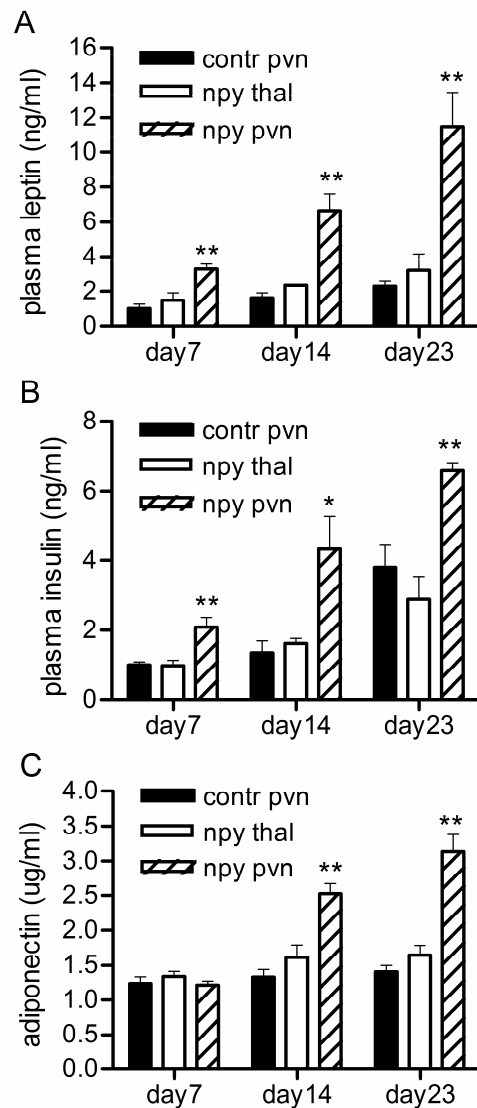 A
plasma leptin (ng/ml)
16
14
12
10
8
6
4
2
0
contr pvn
npy thal
npy pvn
**
**
**
day7 day14 day23
B
plasma insulin (ng/ml)
8
6
4
2
0
contr pvn
npy thal
npy pvn
**
*
**
day7 day14 day23
C
adiponectin (ug/ml)
4.0
3.5
3.0
2.5
2.0
1.5
1.0
0.5
0.0
contr pvn
npy thal
npy pvn
**
**
day7 day14 day23